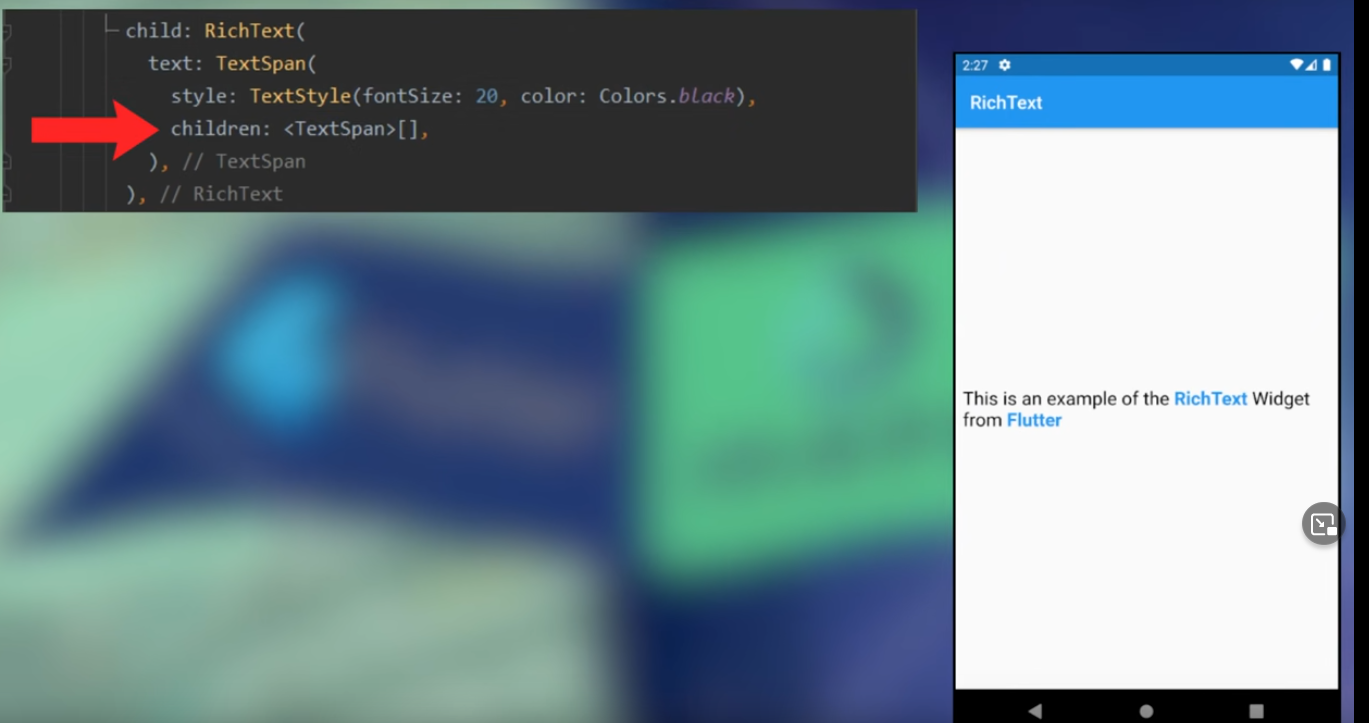 child: RichText(
text: TextSpan(
style: TextStyle(fontSize: 20, color: Colors.black),
children: <TextSpan>[],
), // TextSpan
), // RichText
2:27
RichText
This is an example of the RichText Widget
from Flutter